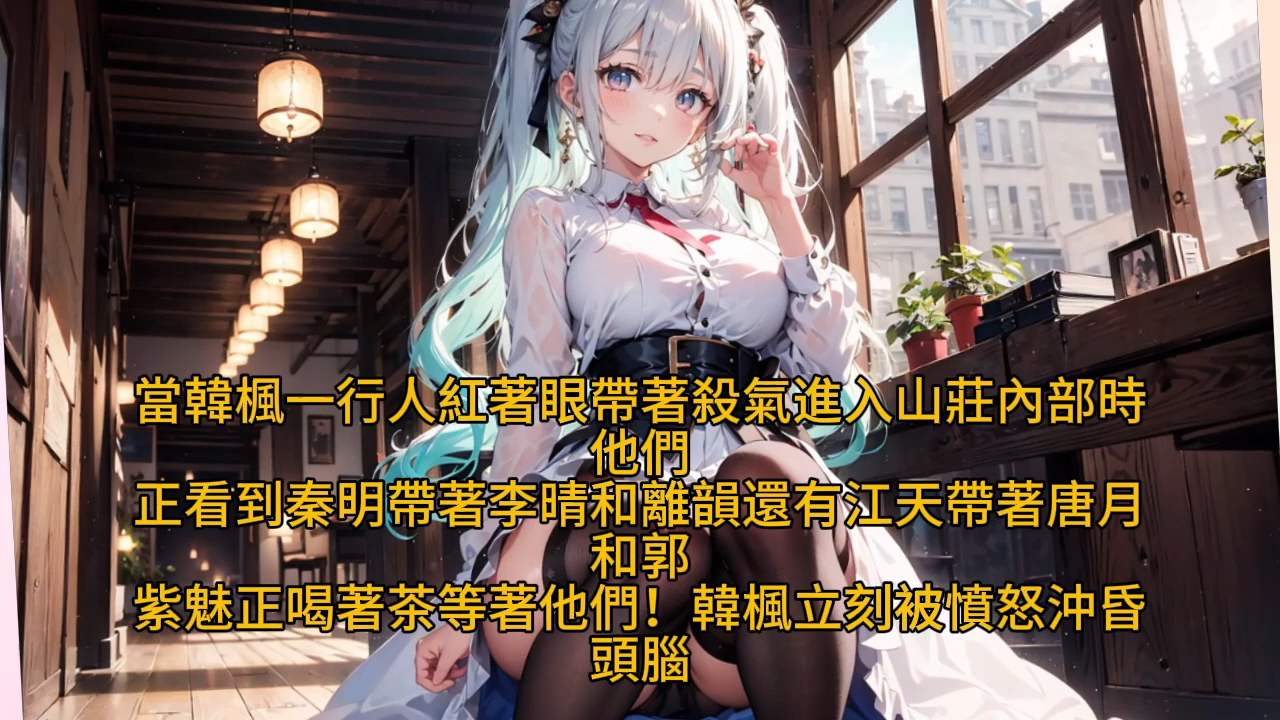 當韓楓一行人紅著眼帶著殺氣進入山莊內部時
他們
正看到秦明帶著李晴和離韻還有江天帶著唐月
和郭
紫魅正喝著茶等著他們！韓楓立刻被憤怒沖昏
頭腦